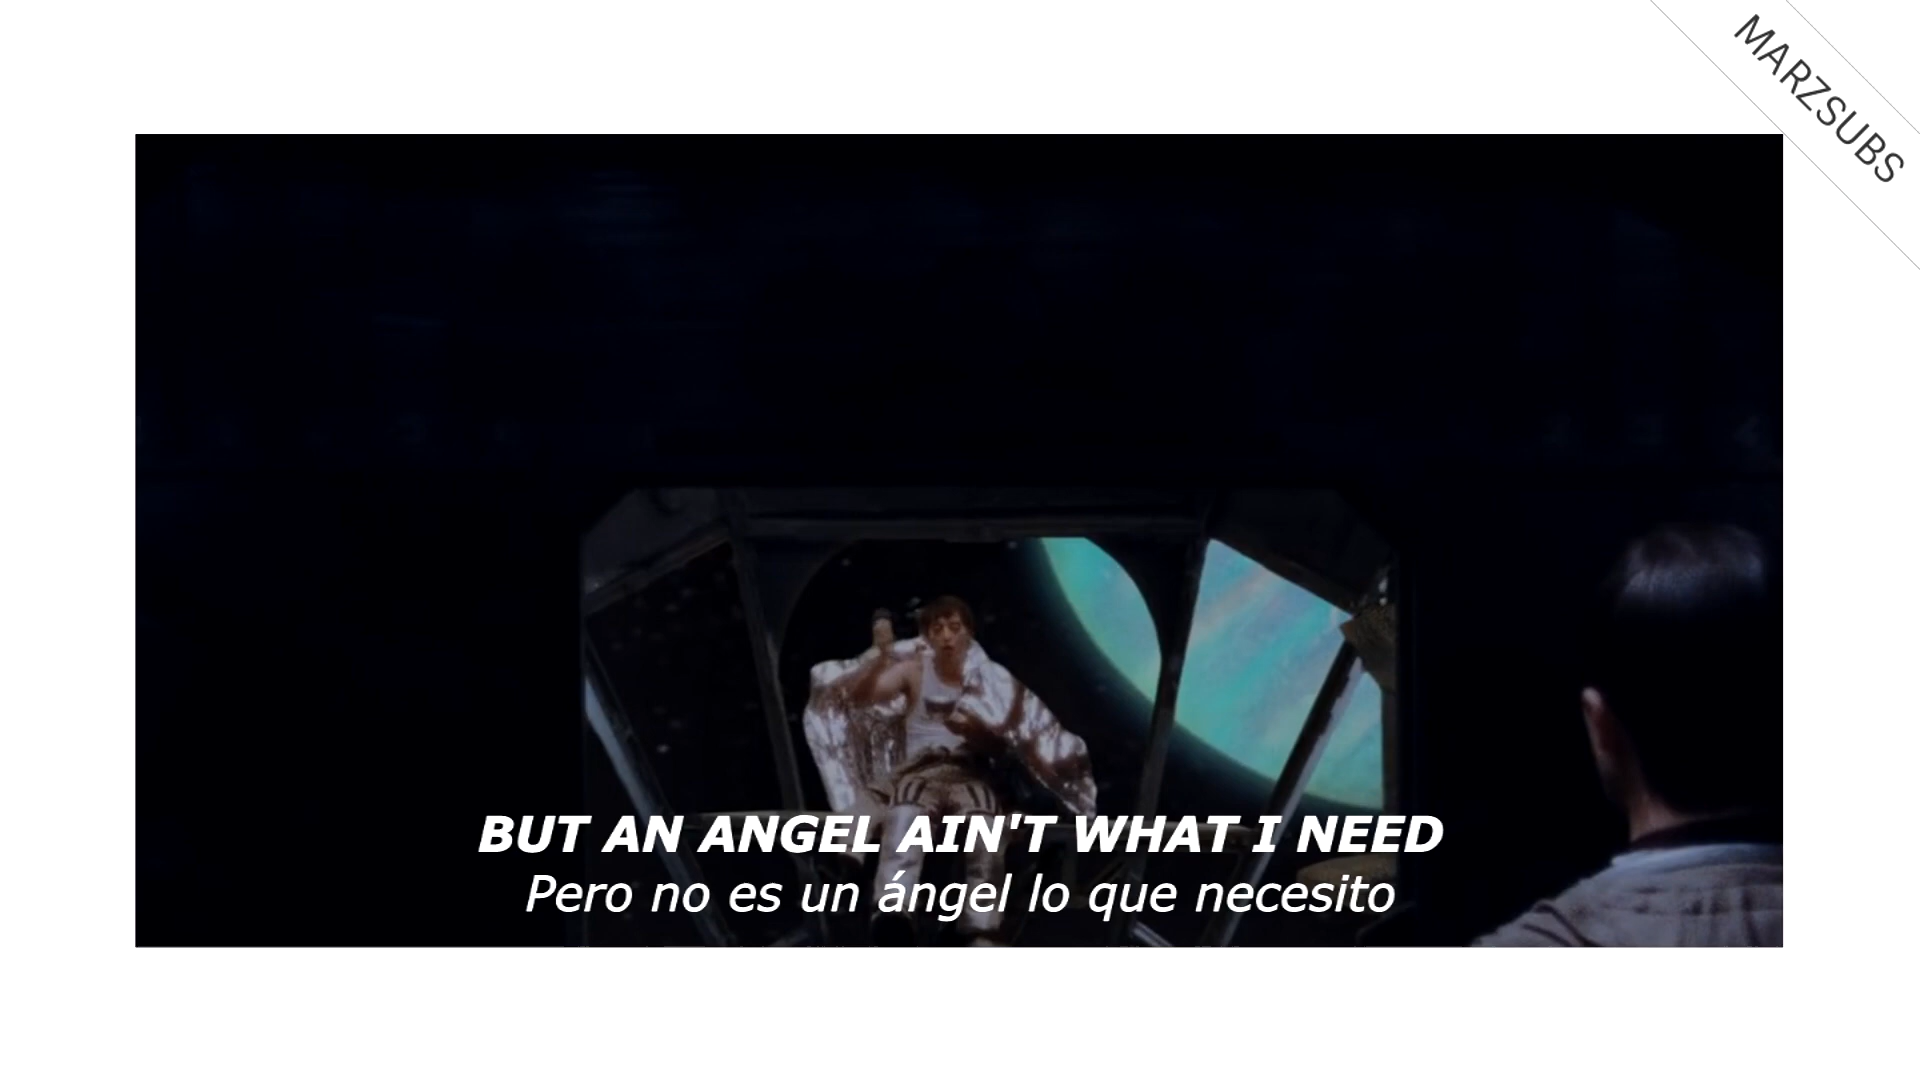 MARZSUBS
BUT AN ANGEL AIN'T WHAT I NEED
Pero no es un ángel lo que necesito